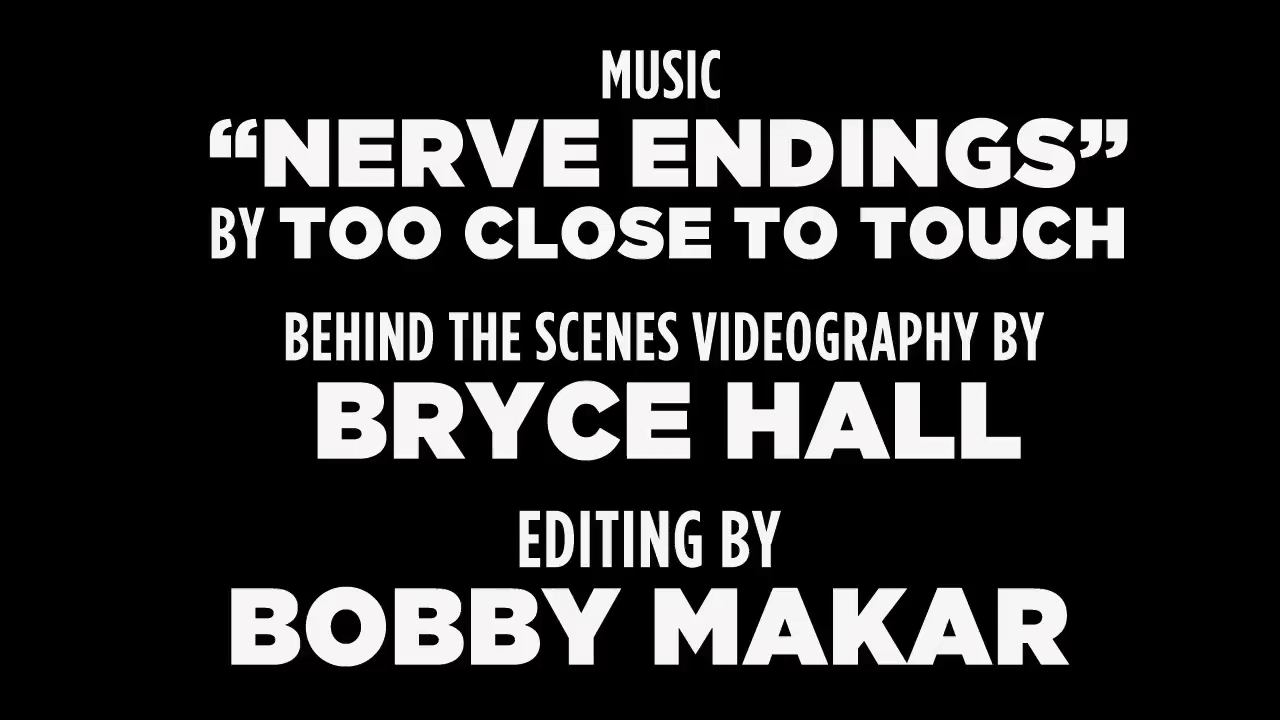 MUSIC
“NERVE ENDINGS”
BY TOO CLOSE TO TOUCH
BEHIND THE SCENES VIDEOGRAPHY BY
BRYCE HALL
EDITING BY
BOBBY MAKAR